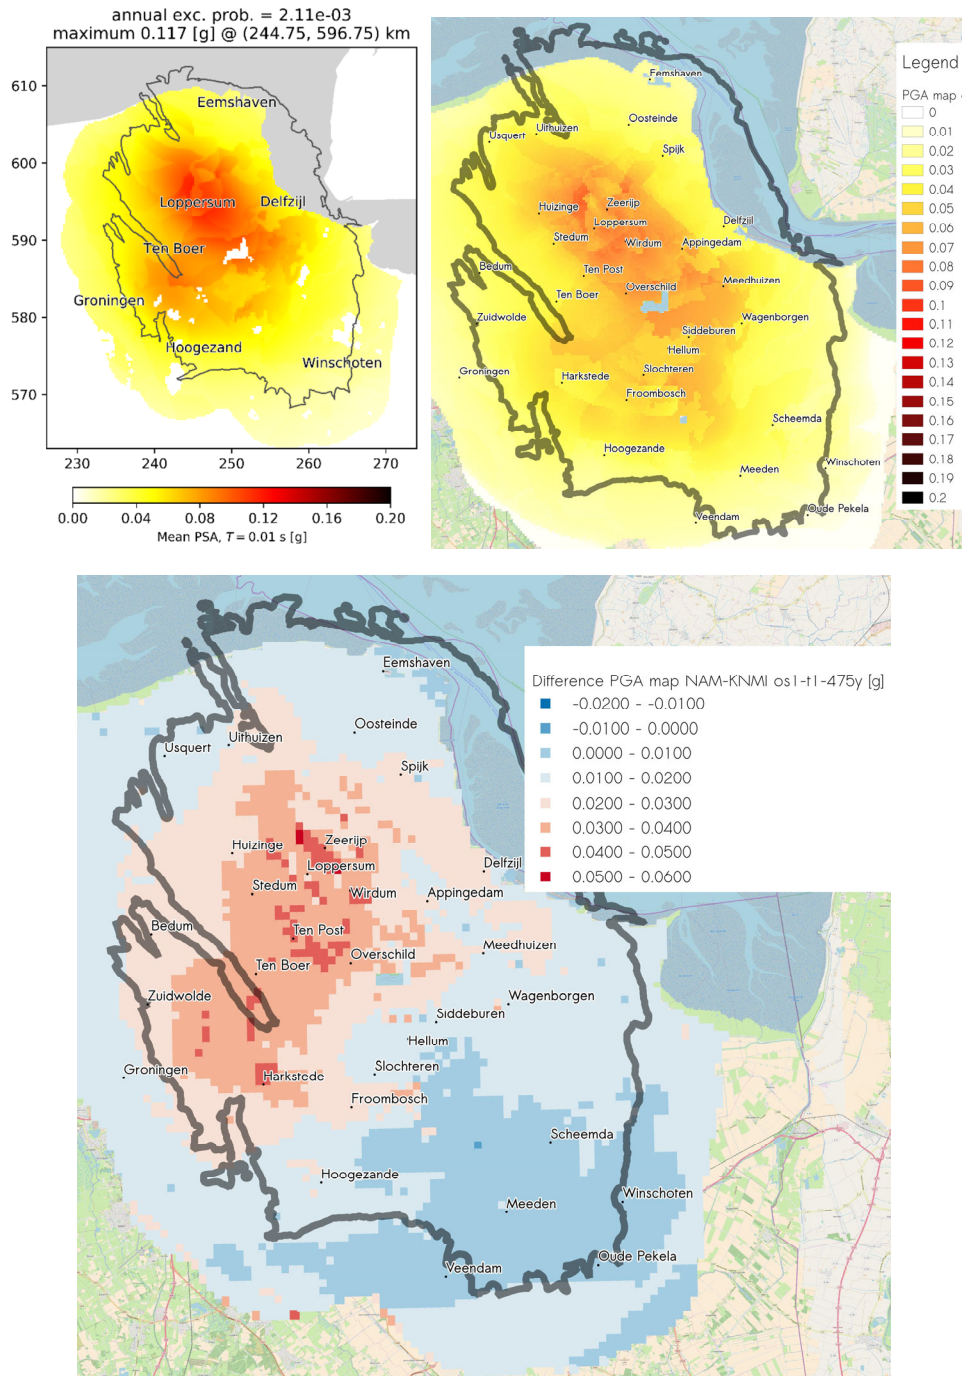 annual exc. prob. = 2.11e-03
maximum 0.117 [g] @ (244.75, 596.75) km
610
600
590
580
570
230
240
250
260
270
Eemshaven
Loppersum
Delfzijl
Ten Boer
Groningen
Hoogezand
Winschoten
0.00
0.04
0.08
0.12
0.16
0.20
Mean PSA, T = 0.01 s [g]
Eemshaven
Oosteinde
Usquert
Uithuizen
Spijk
Huizinge
Zeerijp
Loppersum
Delfzijl
Stedum
Wirdum
Appingedam
Bedum
Ten Post
Meedhuizen
Overschild
Ten Boer
Zuidwolde
Wagenborgen
Siddeburen
Hellum
Groningen
Harkstede
Slochteren
Froombosch
Scheemda
Hoogezande
Meeden
Winschoten
Veendam
Oude Pekela
Legend
PGA map
0
0.01
0.02
0.03
0.04
0.05
0.06
0.07
0.08
0.09
0.1
0.11
0.12
0.13
0.14
0.15
0.16
0.17
0.18
0.19
0.2
Difference PGA map NAM-KNMI os1-t1-475y [g]
-0.0200 - -0.0100
-0.0100 - 0.0000
0.0000 - 0.0100
0.0100 - 0.0200
0.0200 - 0.0300
0.0300 - 0.0400
0.0400 - 0.0500
0.0500 - 0.0600
Eemshaven
Oosteinde
Usquert
Uithuizen
Spijk
Huizinge
Zeerijp
Loppersum
Delfzijl
Stedum
Wirdum
Appingedam
Bedum
Ten Post
Meedhuizen
Overschild
Ten Boer
Zuidwolde
Wagenborgen
Siddeburen
Hellum
Groningen
Harkstede
Slochteren
Froombosch
Scheemda
Hoogezande
Meeden
Winschoten
Veendam
Oude Pekela